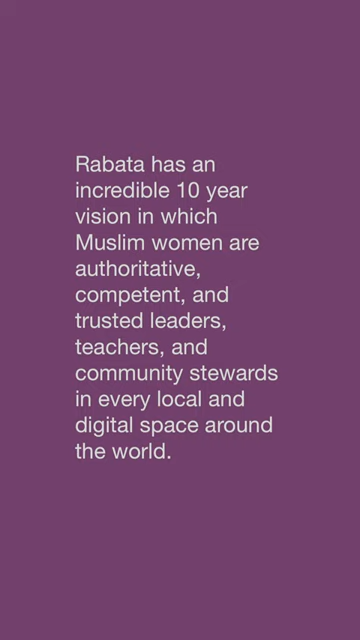 Rabata has an
incredible 10 year
vision in which
Muslim women are
authoritative,
competent, and
trusted leaders,
teachers, and
community stewards
in every local and
digital space around
the world.